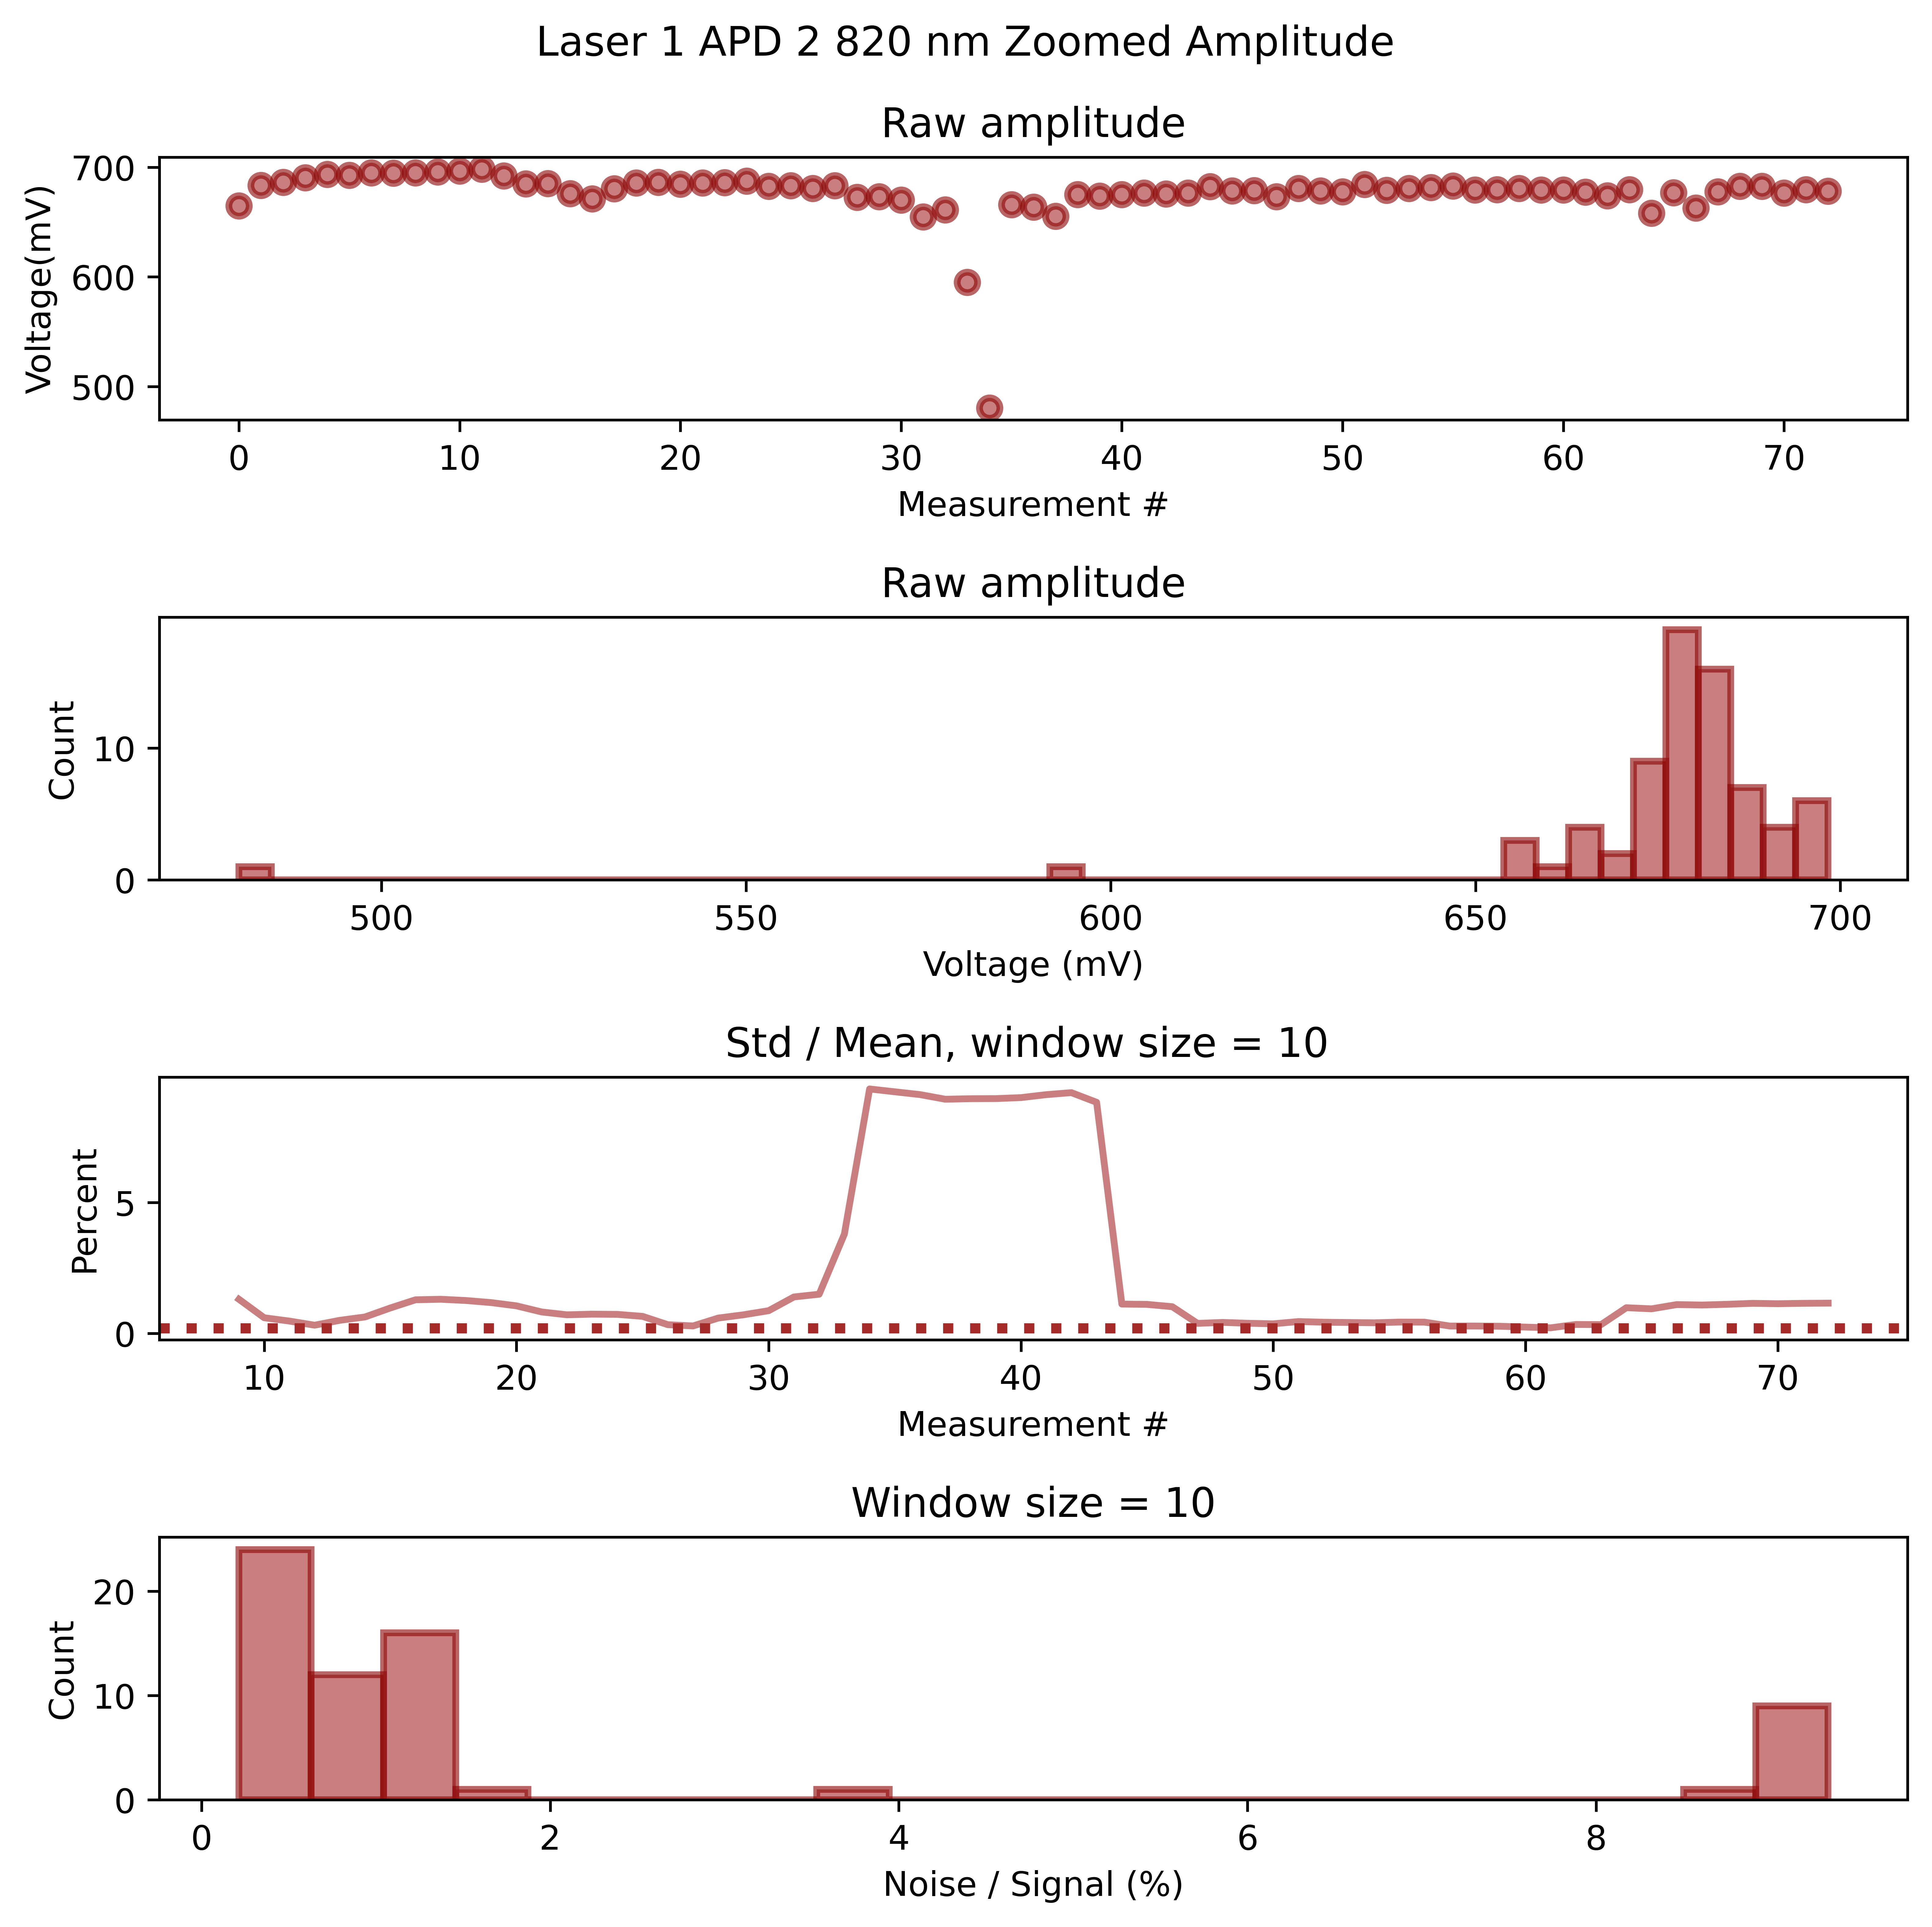 Laser 1 APD 2 820 nm Zoomed Amplitude
Raw amplitude
700
600
500
Voltage(mV)
0 10 20 30 40 50 60 70
Measurement #
Raw amplitude
10
0
Count
500 550 600 650 700
Voltage (mV)
Std / Mean, window size = 10
5
0
Percent
10 20 30 40 50 60 70
Measurement #
Window size = 10
20
10
0
Count
0 2 4 6 8
Noise / Signal (%)